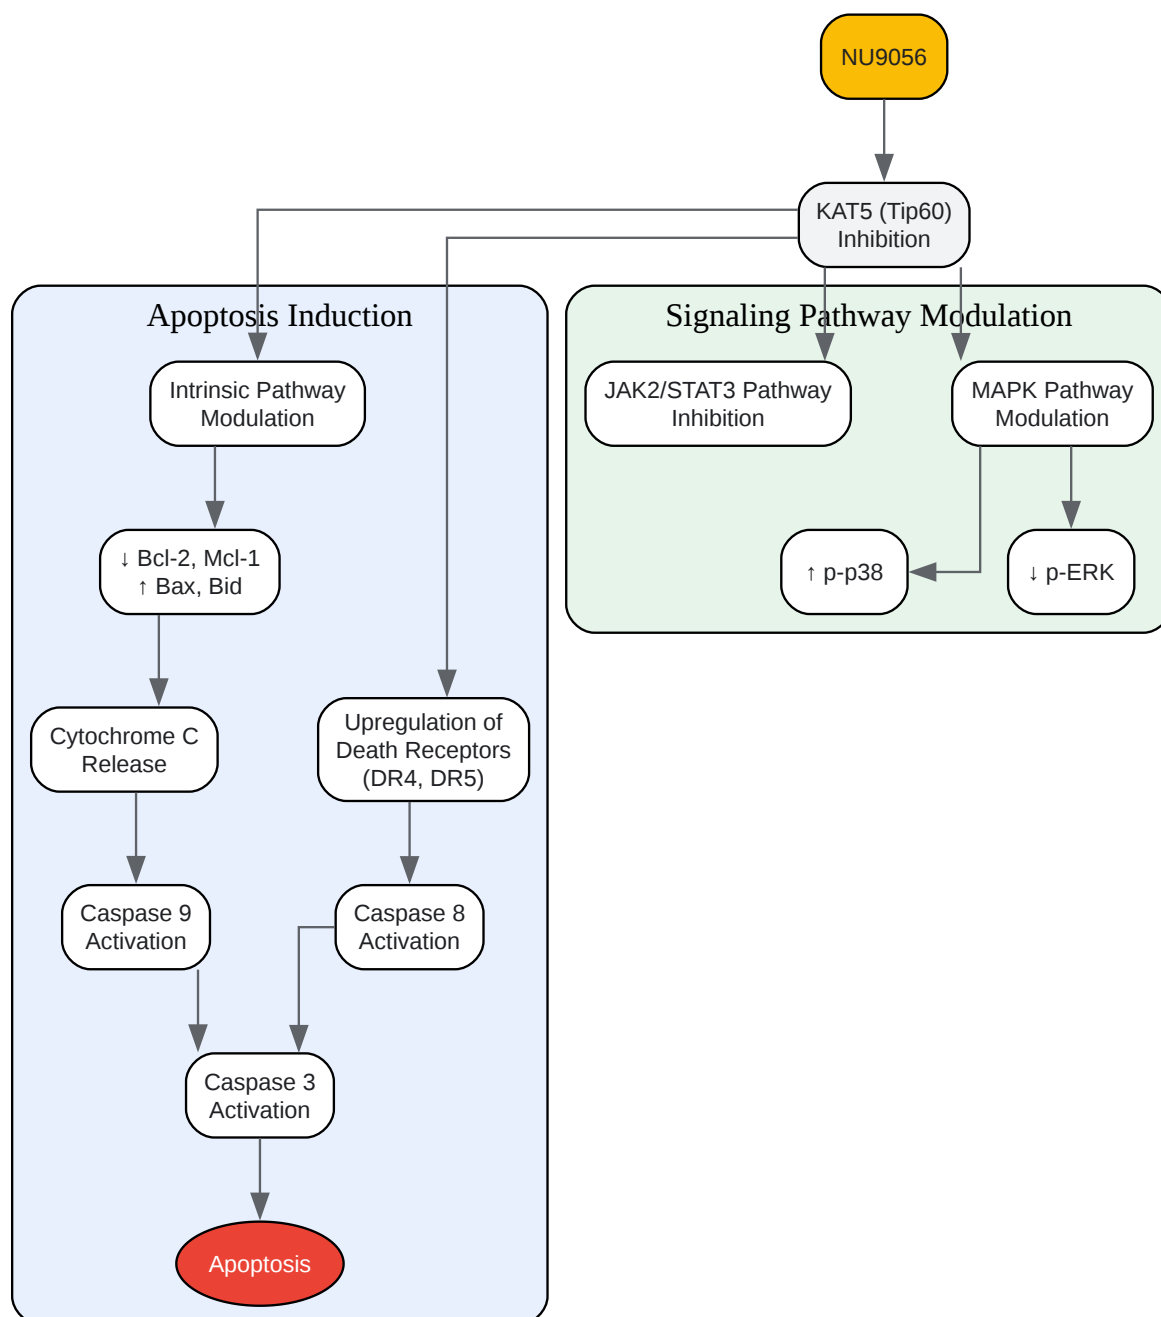 NU9056
KAT5 (Tip60)
Inhibition
Apoptosis Induction
Signaling Pathway Modulation
Intrinsic Pathway
Modulation
JAK2/STAT3 Pathway
Inhibition
MAPK Pathway
Modulation
↓ Bcl-2, Mcl-1
↑ Bax, Bid
↑ p-p38
↓ p-ERK
Cytochrome C
Release
Upregulation of
Death Receptors
(DR4, DR5)
Caspase 9
Activation
Caspase 8
Activation
Caspase 3
Activation
Apoptosis